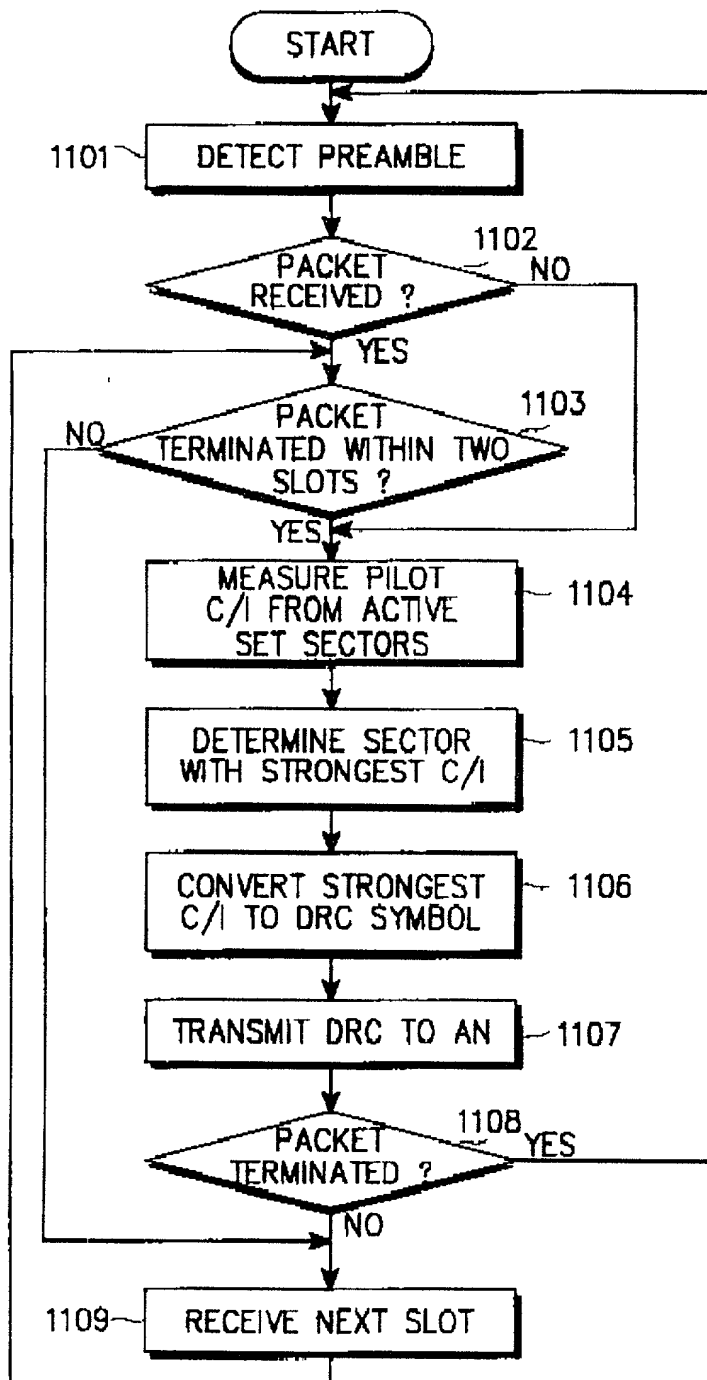 START
1101
DETECT PREAMBLE
1102
PACKET
RECEIVED ?
NO
YES
1103
PACKET
TERMINATED WITHIN TWO
SLOTS ?
NO
YES
MEASURE PILOT
C/I FROM ACTIVE
SET SECTORS
1104
DETERMINE SECTOR
WITH STRONGEST C/I
1105
CONVERT STRONGEST
C/I TO DRC SYMBOL
1106
TRANSMIT DRC TO AN
1107
1108
PACKET
TERMINATED ?
YES
NO
1109
RECEIVE NEXT SLOT